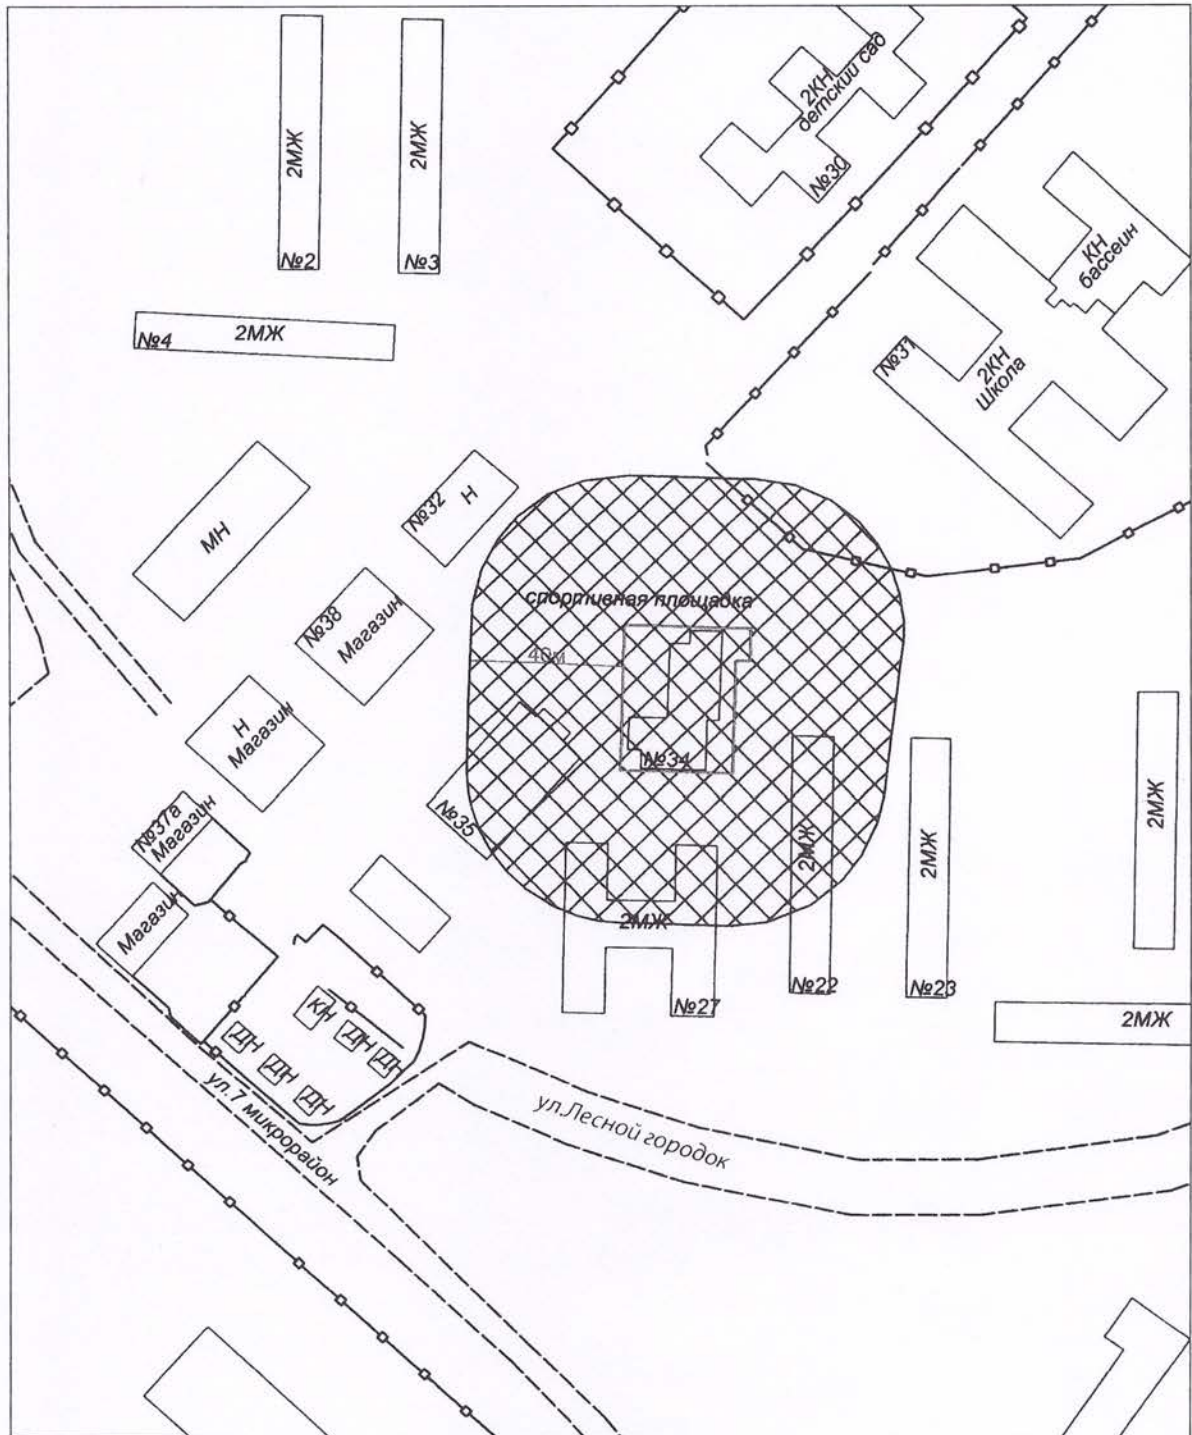 2МЖ
№2
2МЖ
№3
2КН
детский сад
№30
КН
бассейн
№4
2МЖ
№31
2КН
Школа
МН
№32
Н
№38
Магазин
спортивная площадка
40м
Н
Магазин
№34
№35
№37а
Магазин
2МЖ
2МЖ
2МЖ
Магазин
2МЖ
№27
№22
№23
2МЖ
КН
ДН
ДН
ДН
ДН
ДН
ул.7 микрорайон
ул.Лесной городок